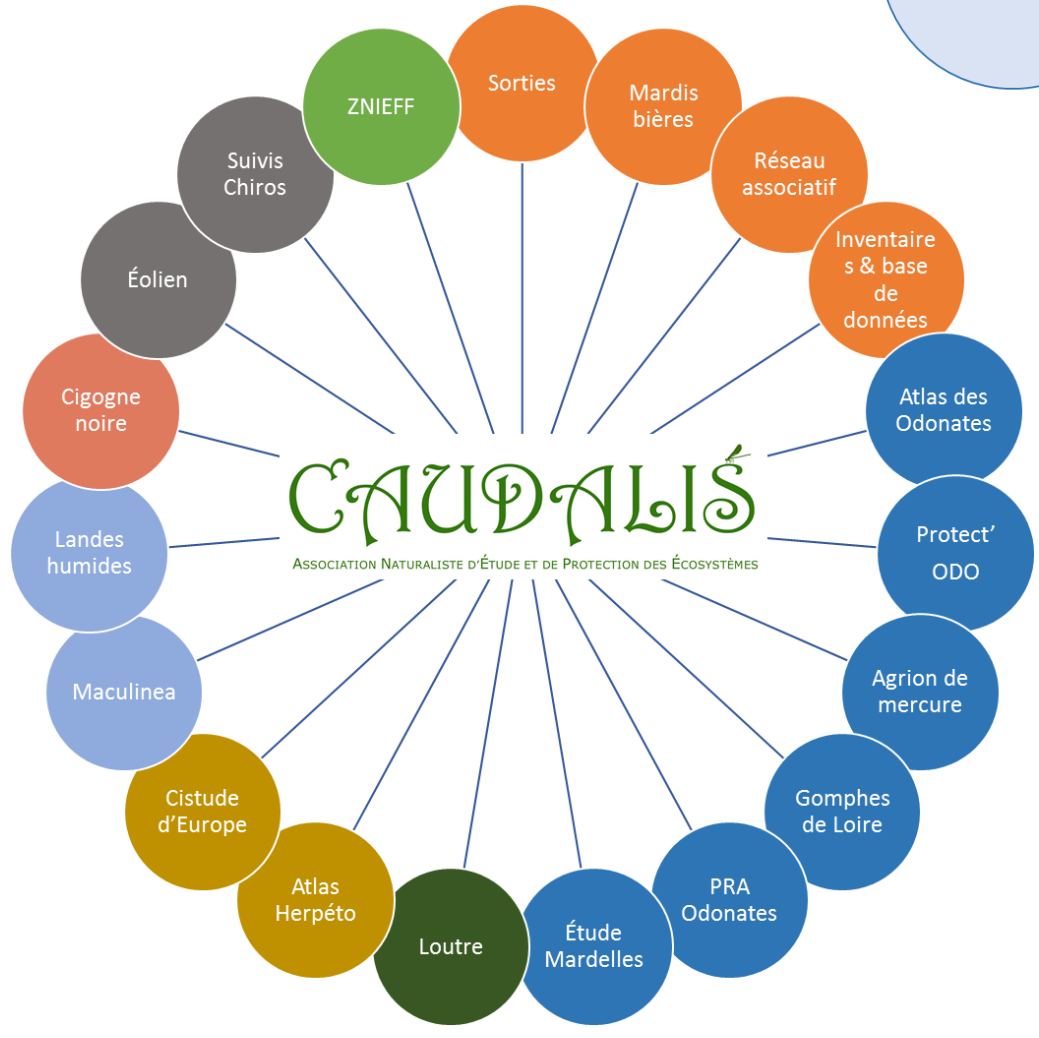 Sorties
Mardis
bières
Réseau
associatif
Inventaire
s & base
de
données
Atlas des
Odonates
Protect’
ODO
Agrion de
mercure
Gomphes
de Loire
PRA
Odonates
Étude
Mardelles
Loutre
Atlas
Herpéto
Cistude
d’Europe
Maculinea
Landes
humides
Cigogne
noire
Éolien
Suivis
Chiros
ZNIEFF
CAUDALIS
Association Naturaliste d’Étude et de Protection des Écosystèmes